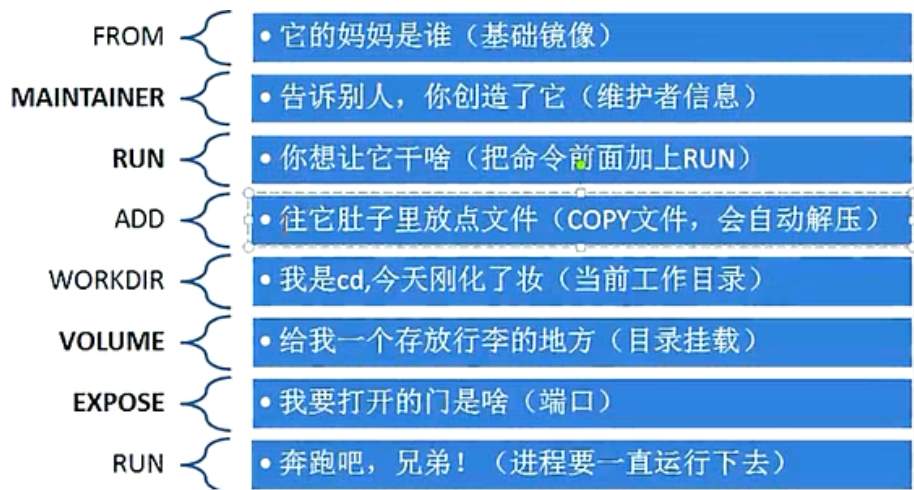 FROM • 它的妈妈是谁（基础镜像）
MAINTAINER • 告诉别人，你创造了它（维护者信息）
RUN • 你想让它干啥（把命令前面加上RUN）
ADD • 往它肚子里放点文件（COPY文件，会自动解压）
WORKDIR • 我是cd,今天刚化了妆（当前工作目录）
VOLUME • 给我一个存放行李的地方（目录挂载）
EXPOSE • 我要打开的门是啥（端口）
RUN • 奔跑吧，兄弟！（进程要一直运行下去）